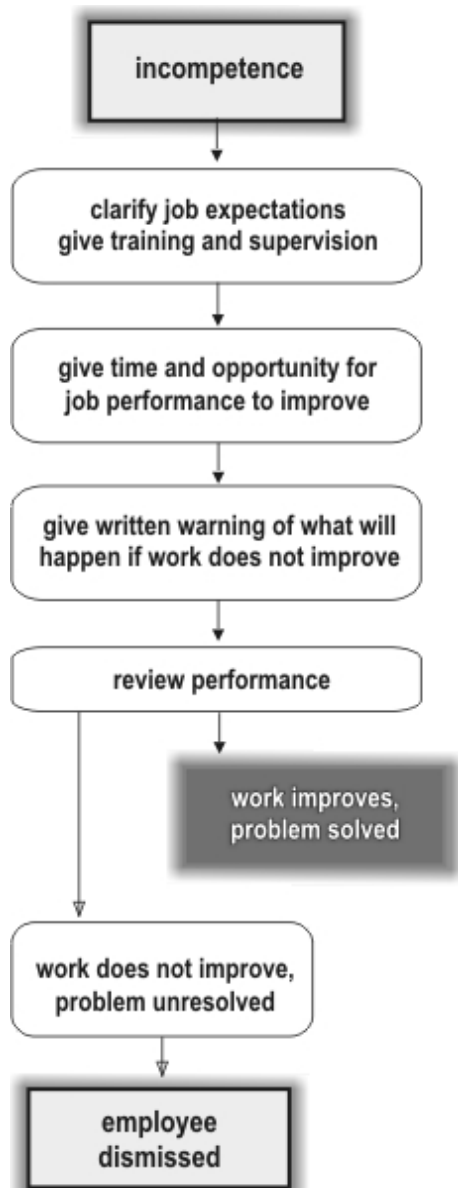 incompetence
clarify job expectations
give training and supervision
give time and opportunity for
job performance to improve
give written warning of what will
happen if work does not improve
review performance
work improves,
problem solved
work does not improve,
problem unresolved
employee
dismissed